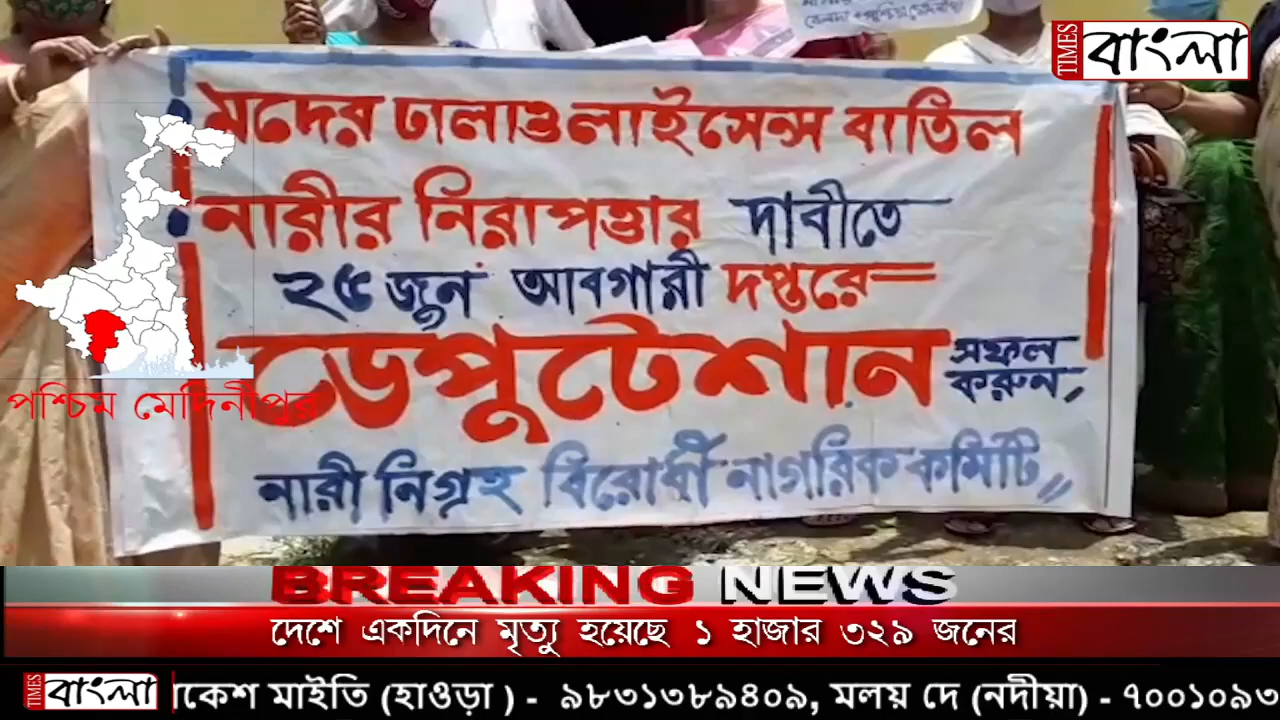 TIMES বাংলা
মদের ঢালাও লাইসেন্স বাতিল
নারীর নিরাপত্তার দাবীতে
২৫ জুন আবগারী দপ্তরে
ডেপুটেশান সফল করুন,
নারী নিগ্রহ বিরোধী নাগরিক কমিটি"
পশ্চিম মেদিনীপুর
BREAKING NEWS
দেশে একদিনে মৃত্যু হয়েছে ১ হাজার ৩২৯ জনের
TIMES বাংলা কেশ মাইতি (হাওড়া ) - ৯৮৩১৩৮৯৪০৯, মলয় দে (নদীয়া) - ৭০০১০৯৩